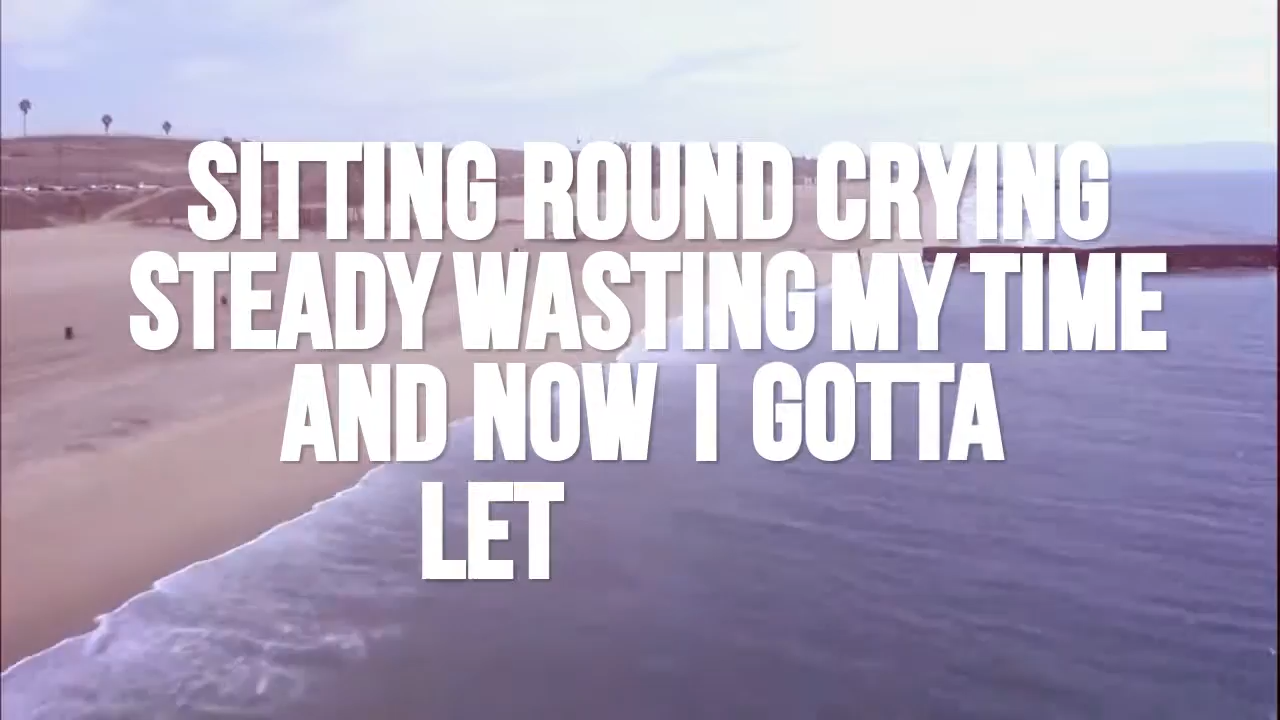 SITTING ROUND CRYING
STEADY WASTING MY TIME
AND NOW I GOTTA
LET